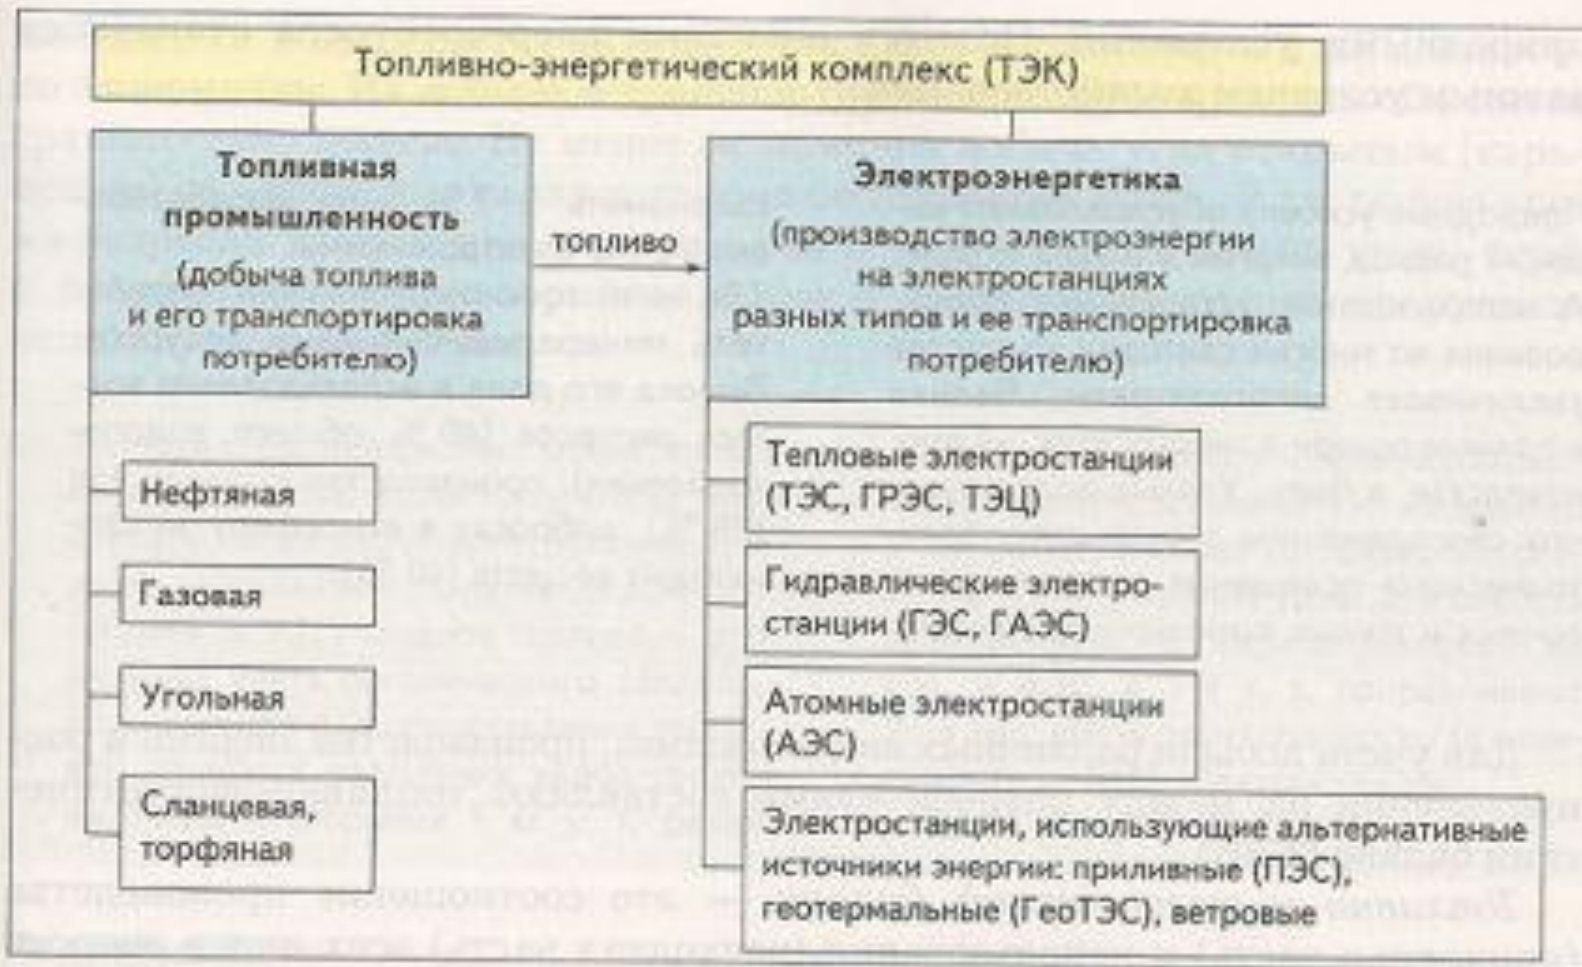 Топливно-энергетический комплекс (ТЭК)
Топливная
промышленность
(добыча топлива
и его транспортировка
потребителю)
топливо
Электроэнергетика
(производство электроэнергии
на электростанциях
разных типов и ее транспортировка
потребителю)
Нефтяная
Газовая
Угольная
Сланцевая,
торфяная
Тепловые электростанции
(ТЭС, ГРЭС, ТЭЦ)
Гидравлические электро-
станции (ГЭС, ГАЭС)
Атомные электростанции
(АЭС)
Электростанции, использующие альтернативные
источники энергии: приливные (ПЭС),
геотермальные (ГеоТЭС), ветровые